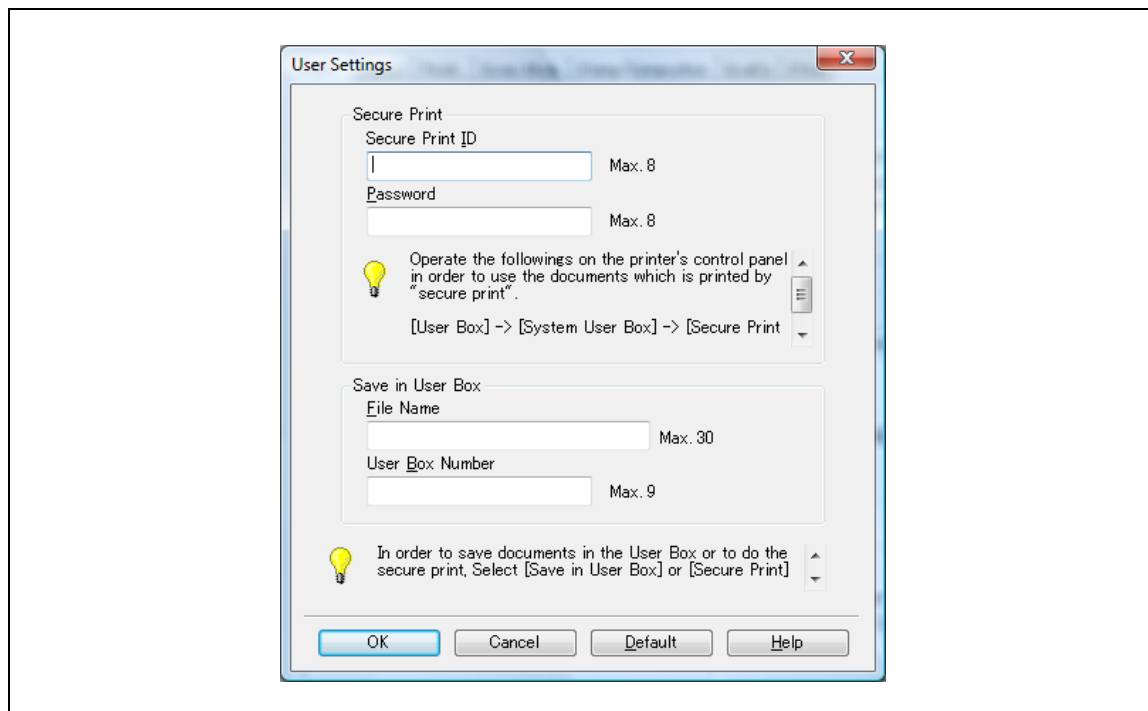 User Settings
Secure Print
Secure Print ID
Max. 8
Password
Max. 8
Operate the followings on the printer's control panel
in order to use the documents which is printed by
"secure print".
[User Box] -> [System User Box] -> [Secure Print
Save in User Box
File Name
Max. 30
User Box Number
Max. 9
In order to save documents in the User Box or to do the
secure print, Select [Save in User Box] or [Secure Print]
OK Cancel Default Help